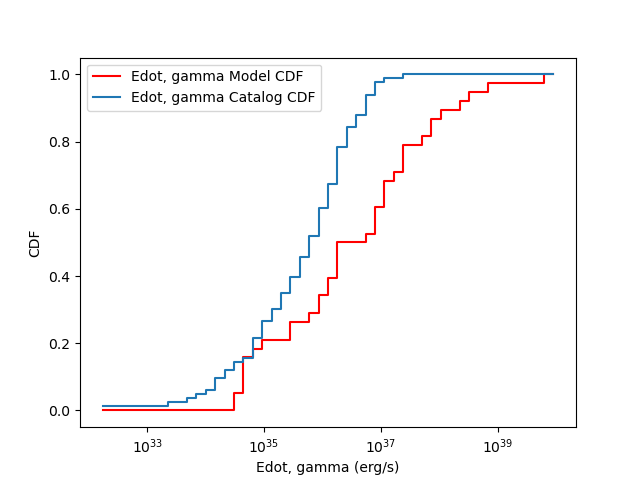 Edot, gamma Model CDF
Edot, gamma Catalog CDF
CDF
1.0
0.8
0.6
0.4
0.2
0.0
10^33 10^35 10^37 10^39
Edot, gamma (erg/s)